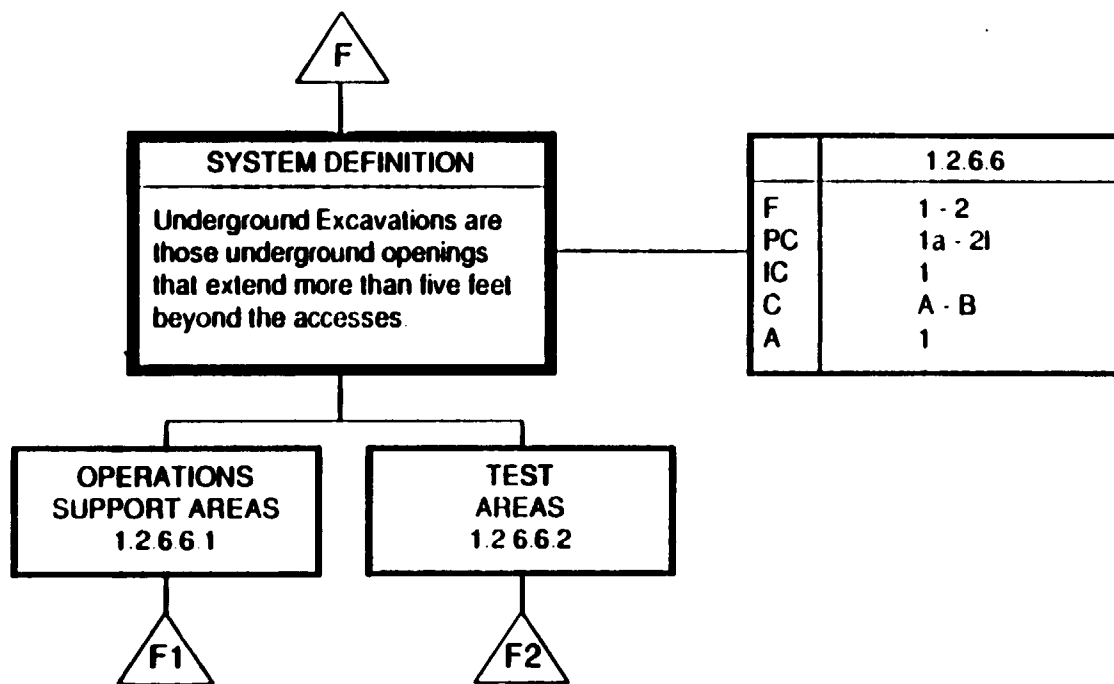 F
SYSTEM DEFINITION
Underground Excavations are
those underground openings
that extend more than five feet
beyond the accesses.
1.2.6.6
F 1 - 2
PC 1a - 2l
IC 1
C A - B
A 1
OPERATIONS
SUPPORT AREAS
1.2.6.6.1
TEST
AREAS
1.2.6.6.2
F1
F2